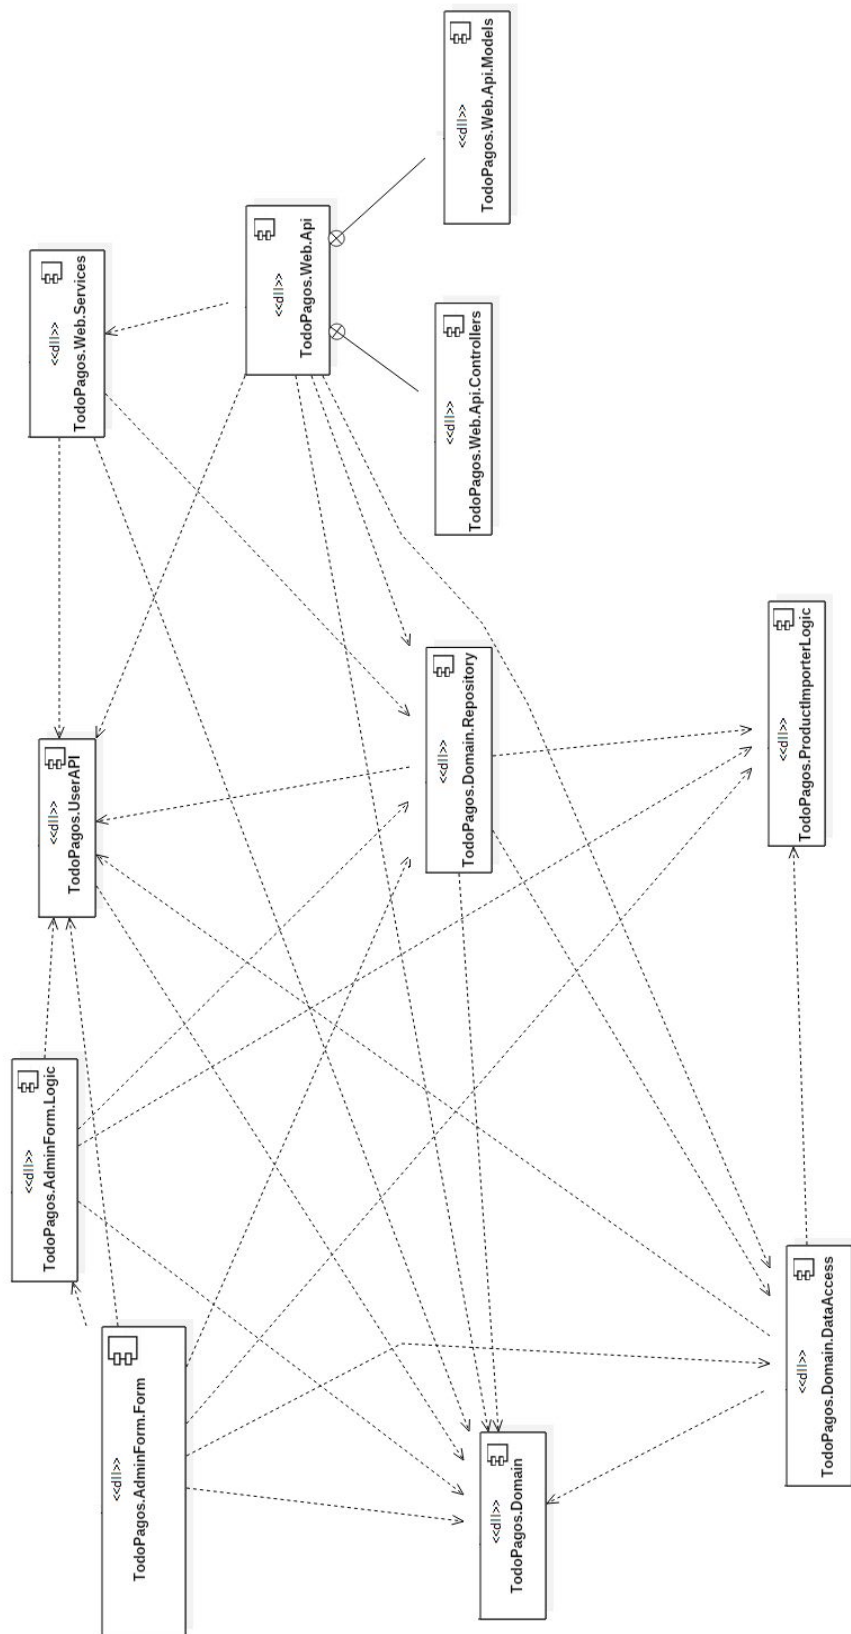 <<dll>>
TodoPagos.AdminForm.Form
<<dll>>
TodoPagos.AdminForm.Logic
<<dll>>
TodoPagos.UserAPI
<<dll>>
TodoPagos.Web.Services
<<dll>>
TodoPagos.Web.Api
<<dll>>
TodoPagos.Domain
<<dll>>
TodoPagos.Domain.Repository
<<dll>>
TodoPagos.Web.Api.Controllers
<<dll>>
TodoPagos.Web.Api.Models
<<dll>>
TodoPagos.Domain.DataAccess
<<dll>>
TodoPagos.ProductImporterLogic